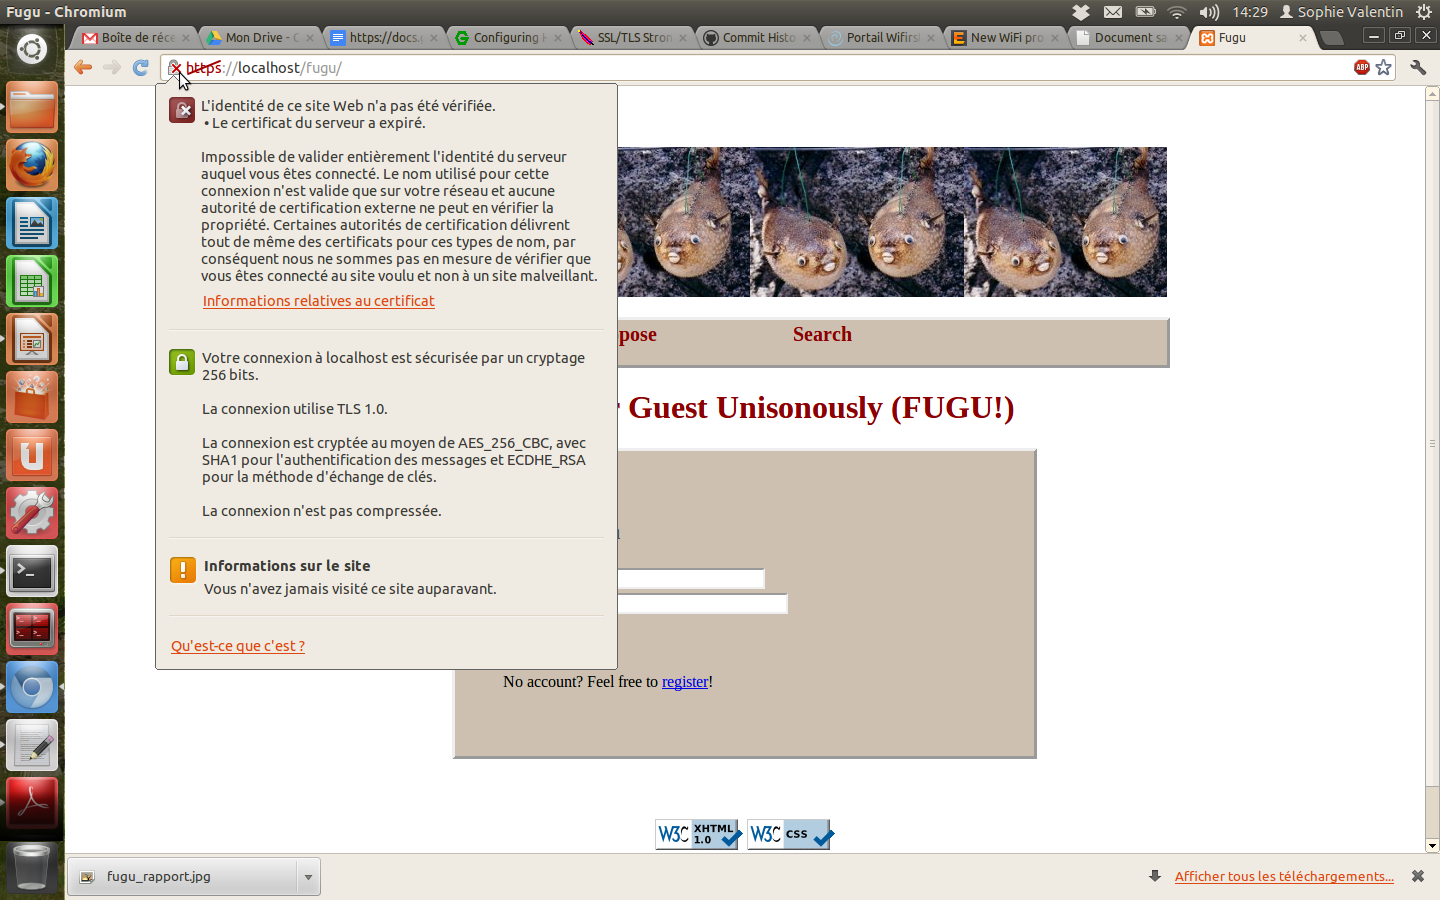 Fugu - Chromium
14:29
Sophie Valentin
Boîte de réce
Mon Drive - C
https://docs.
Configuring
SSL/TLS Stron
Commit Histo
Portail Wifirs
New WiFi pro
Document sa
Fugu
https://localhost/fugu/
ABP
L'identité de ce site Web n'a pas été vérifiée.
• Le certificat du serveur a expiré.
Impossible de valider entièrement l'identité du serveur
auquel vous êtes connecté. Le nom utilisé pour cette
connexion n'est valide que sur votre réseau et aucune
autorité de certification externe ne peut en vérifier la
propriété. Certaines autorités de certification délivrent
tout de même des certificats pour ces types de nom, par
conséquent nous ne sommes pas en mesure de vérifier que
vous êtes connecté au site voulu et non à un site malveillant.
Informations relatives au certificat
Votre connexion à localhost est sécurisée par un cryptage
256 bits.
La connexion utilise TLS 1.0.
La connexion est cryptée au moyen de AES_256_CBC, avec
SHA1 pour l'authentification des messages et ECDHE_RSA
pour la méthode d'échange de clés.
La connexion n'est pas compressée.
Informations sur le site
Vous n'avez jamais visité ce site auparavant.
Qu'est-ce que c'est ?
pose
Search
r Guest Unisonously (FUGU!)
No account? Feel free to register!
W3C XHTML 1.0
W3C CSS
fugu_rapport.jpg
Afficher tous les téléchargements...